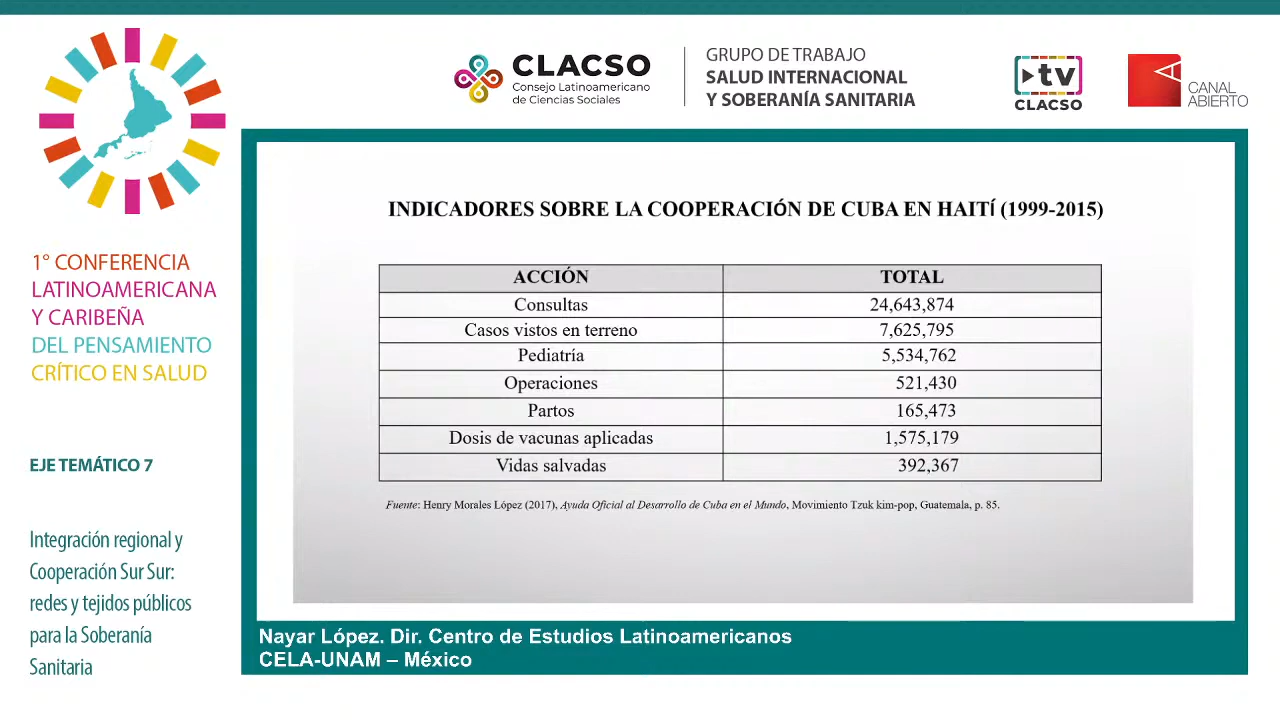 CLACSO
Consejo Latinoamericano
de Ciencias Sociales
GRUPO DE TRABAJO
SALUD INTERNACIONAL
Y SOBERANÍA SANITARIA
tv
CLACSO
CANAL
ABIERTO
1° CONFERENCIA
LATINOAMERICANA
Y CARIBEÑA
DEL PENSAMIENTO
CRÍTICO EN SALUD
EJE TEMÁTICO 7
Integración regional y
Cooperación Sur Sur:
redes y tejidos públicos
para la Soberanía
Sanitaria
INDICADORES SOBRE LA COOPERACIÓN DE CUBA EN HAITÍ (1999-2015)
ACCIÓN TOTAL
Consultas 24,643,874
Casos vistos en terreno 7,625,795
Pediatría 5,534,762
Operaciones 521,430
Partos 165,473
Dosis de vacunas aplicadas 1,575,179
Vidas salvadas 392,367
Fuente: Henry Morales López (2017), Ayuda Oficial al Desarrollo de Cuba en el Mundo, Movimiento Tzuk kim-pop, Guatemala, p. 85.
Nayar López. Dir. Centro de Estudios Latinoamericanos
CELA-UNAM – México